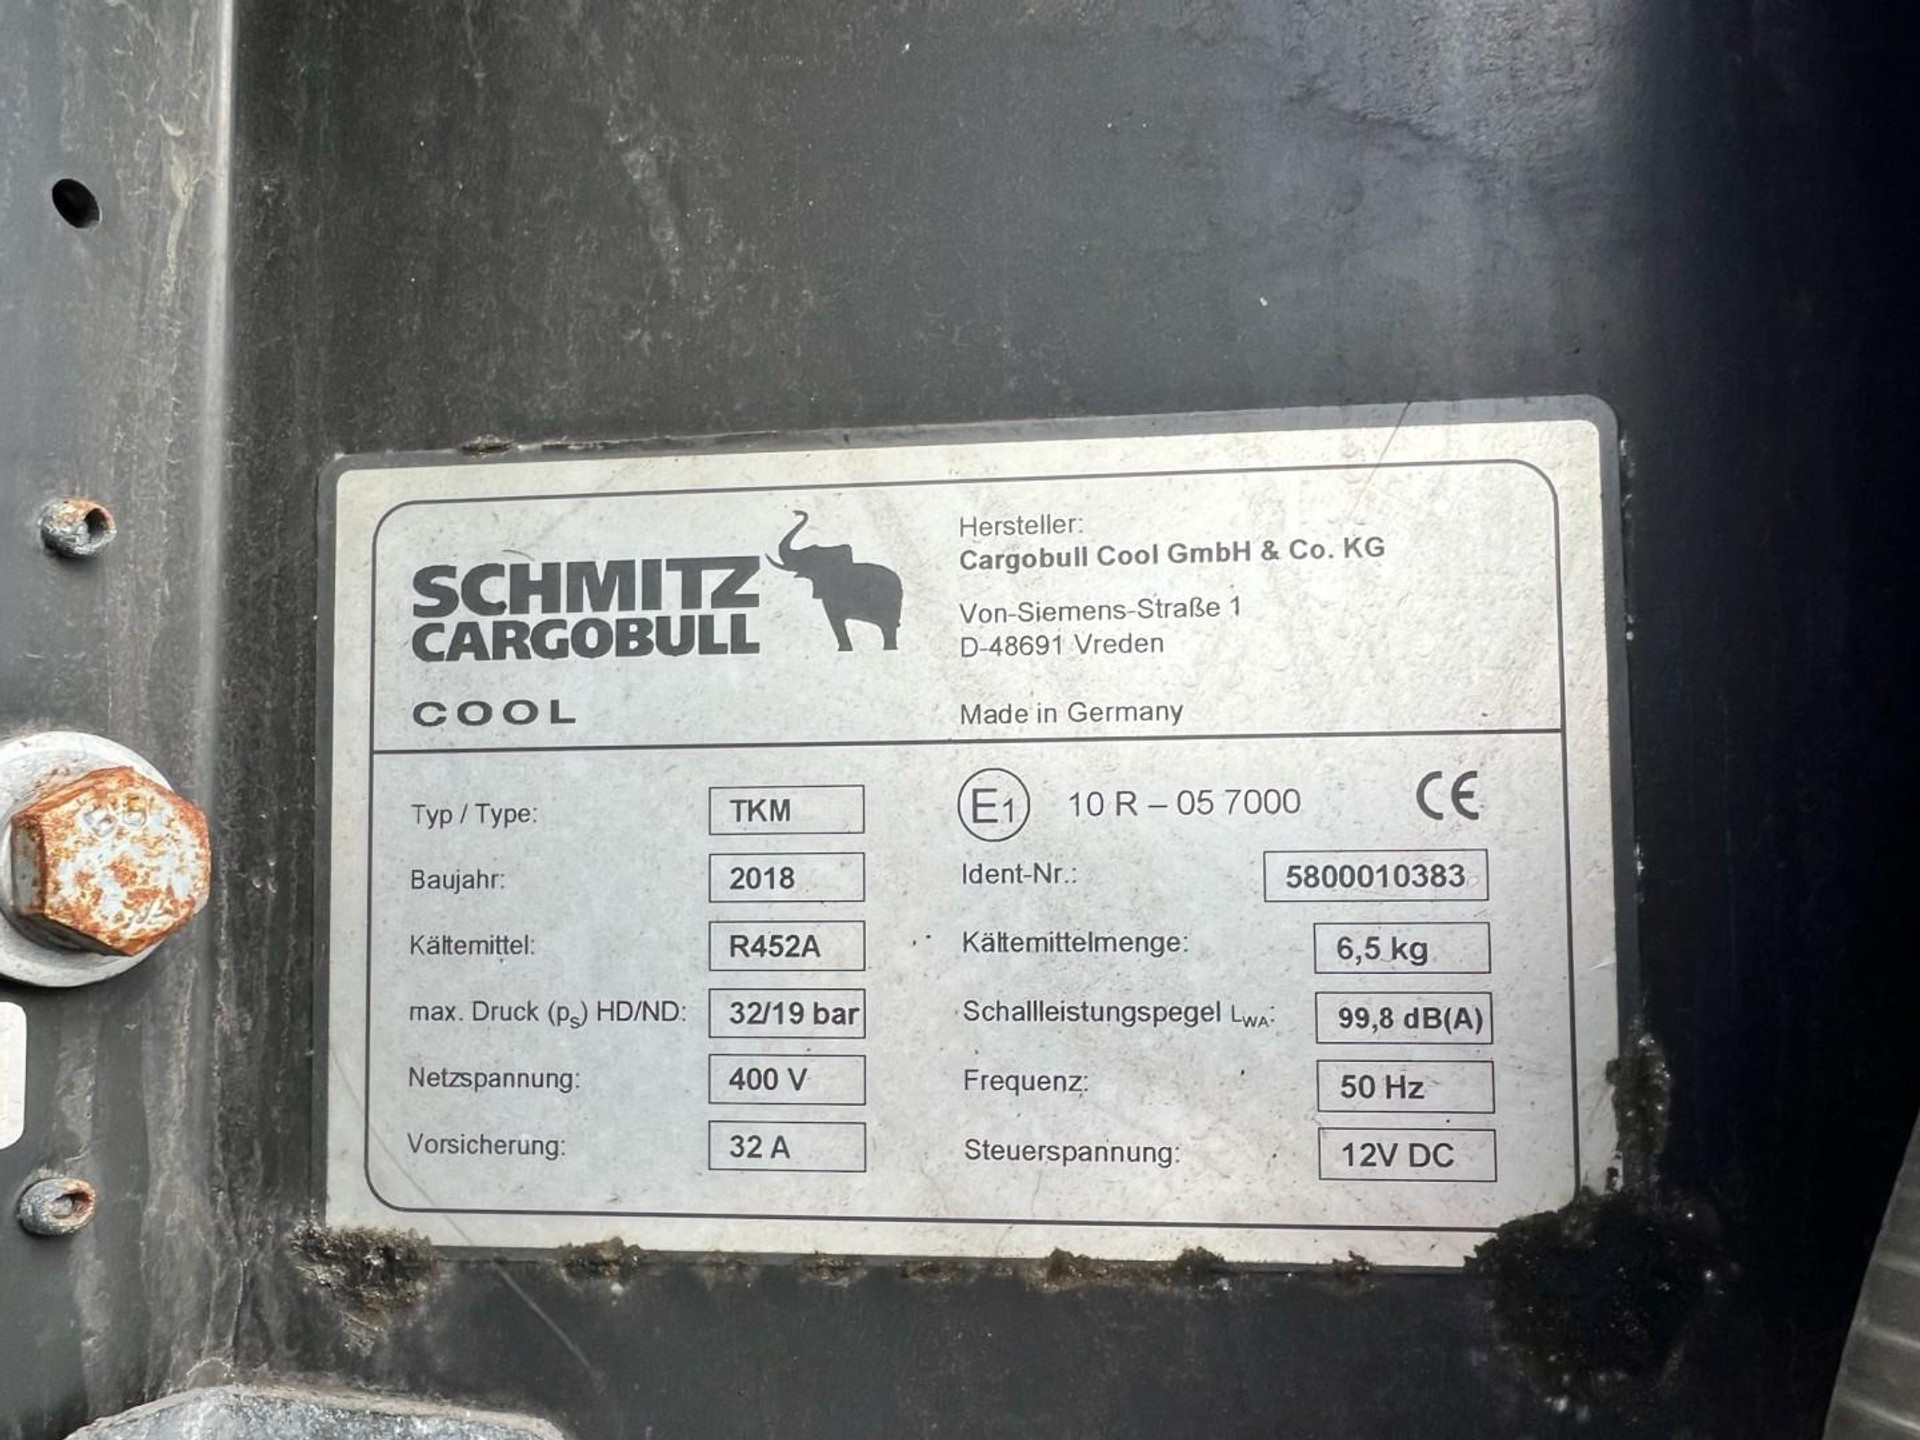 SCHMITZ
CARGOBULL
COOL
Hersteller:
Cargobull Cool GmbH & Co. KG
Von-Siemens-Straße 1
D-48691 Vreden
Made in Germany
Typ / Type: TKM
E1 10 R – 05 7000 CE
Baujahr: 2018
Ident-Nr.: 5800010383
Kältemittel: R452A
Kältemittelmenge: 6,5 kg
max. Druck (ps) HD/ND: 32/19 bar
Schallleistungspegel LWA: 99,8 dB(A)
Netzspannung: 400 V
Frequenz: 50 Hz
Vorsicherung: 32 A
Steuerspannung: 12V DC